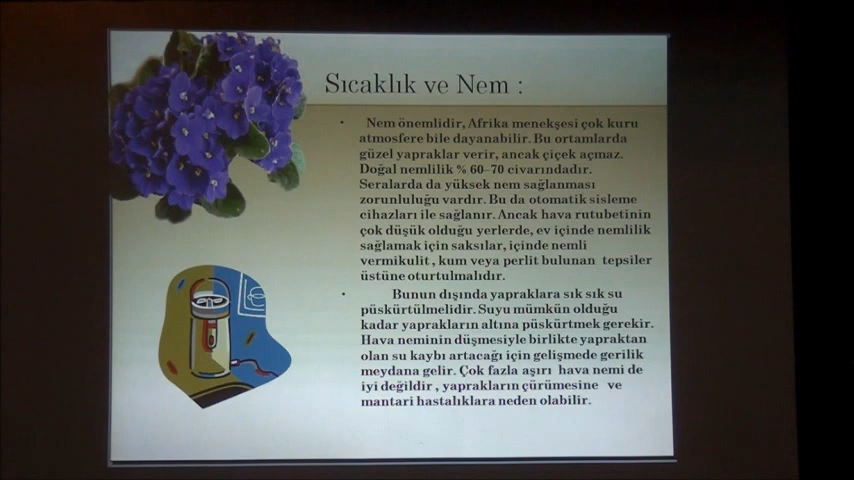 Sıcaklık ve Nem :
• Nem önemlidir, Afrika menekşesi çok kuru
atmosfere bile dayanabilir. Bu ortamlarda
güzel yapraklar verir, ancak çiçek açmaz.
Doğal nemlilik % 60–70 civarındadır.
Seralarda da yüksek nem sağlanması
zorunluluğu vardır. Bu da otomatik sisleme
cihazları ile sağlanır. Ancak hava rutubetinin
çok düşük olduğu yerlerde, ev içinde nemlilik
sağlamak için saksılar, içinde nemli
vermikulit , kum veya perlit bulunan tepsiler
üstüne oturtulmalıdır.
• Bunun dışında yapraklara sık sık su
püskürtülmelidir. Suyu mümkün olduğu
kadar yaprakların altına püskürtmek gerekir.
Hava neminin düşmesiyle birlikte yapraktan
olan su kaybı artacağı için gelişmede gerilik
meydana gelir. Çok fazla aşırı hava nemi de
iyi değildir , yaprakların çürümesine ve
mantari hastalıklara neden olabilir.